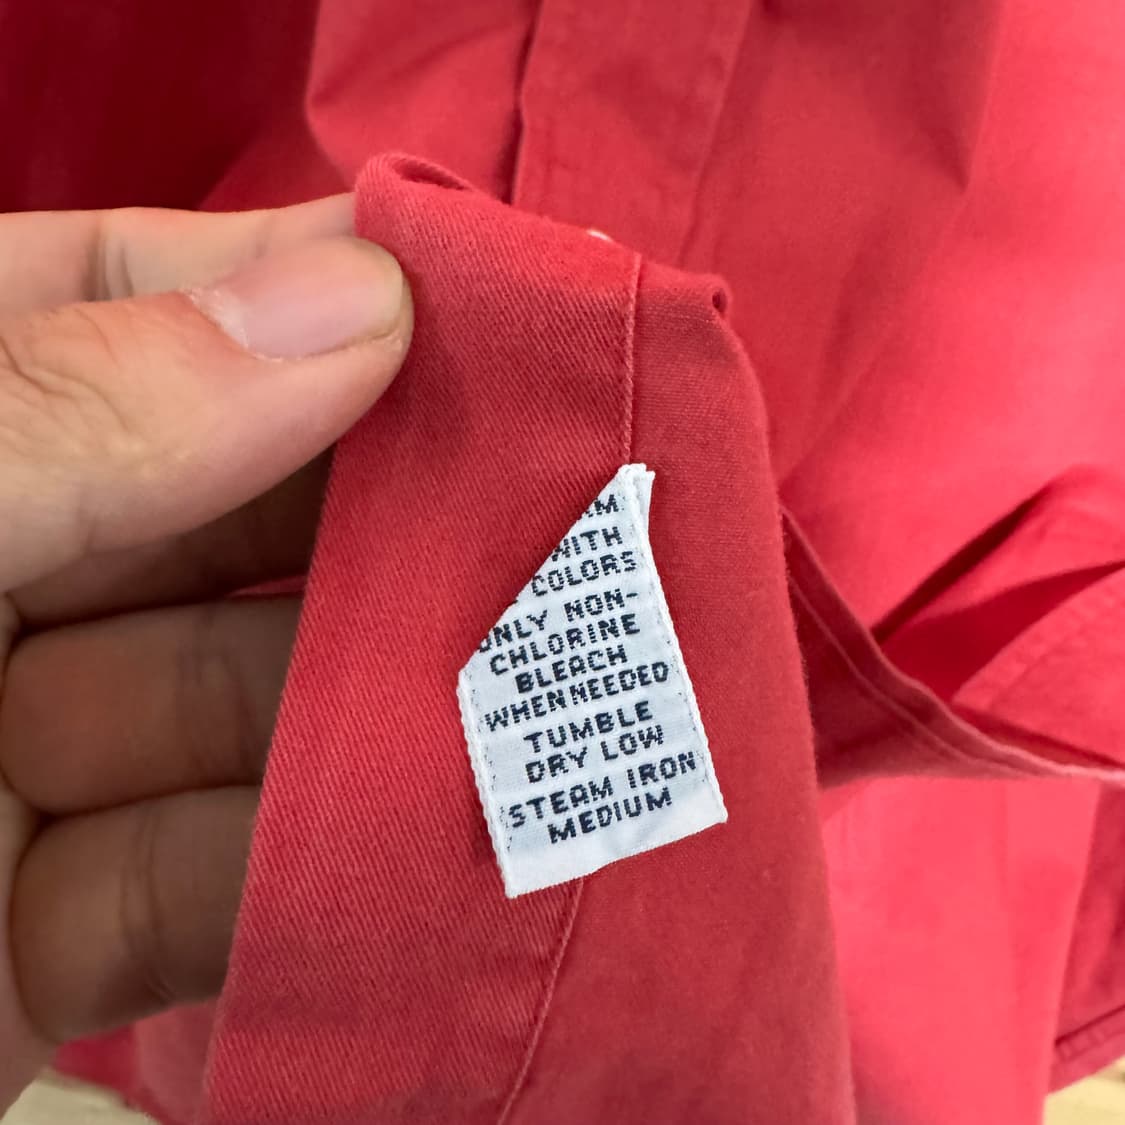 WITH
COLORS
ONLY NON-
CHLORINE
BLEACH
WHEN NEEDED
TUMBLE
DRY LOW
STEAM IRON
MEDIUM